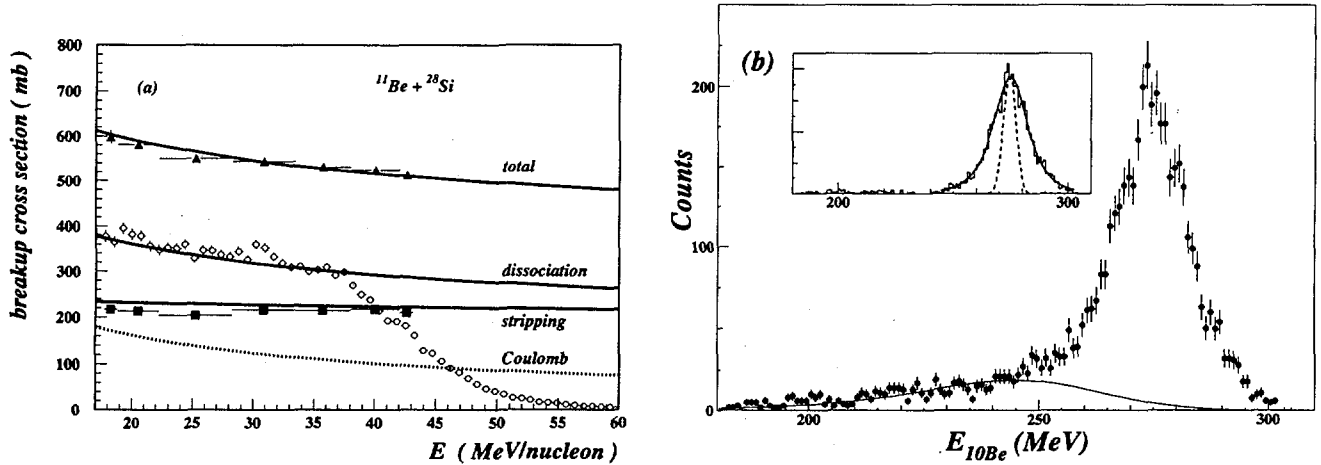 breakup cross section ( mb)
800
700
600
500
400
300
200
100
0
(a)
¹¹Be + ²⁸Si
total
dissociation
stripping
Coulomb
20 25 30 35 40 45 50 55 60
E ( MeV/nucleon)
Counts
200
100
0
(b)
200 300
200 250 300
E10Be (MeV)